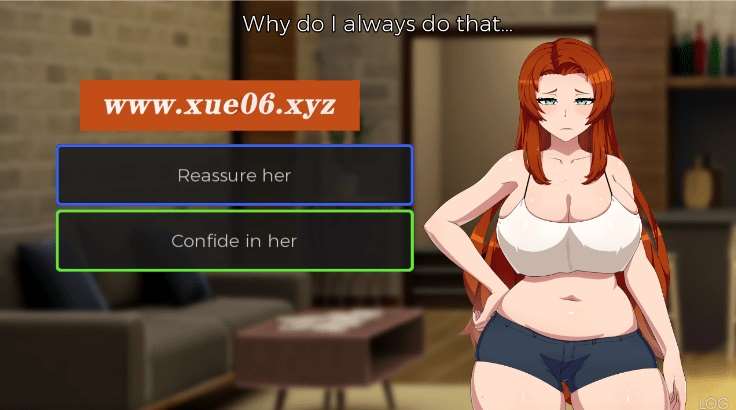 Why do I always do that...
www.xue06.xyz
Reassure her
Confide in her
LOG